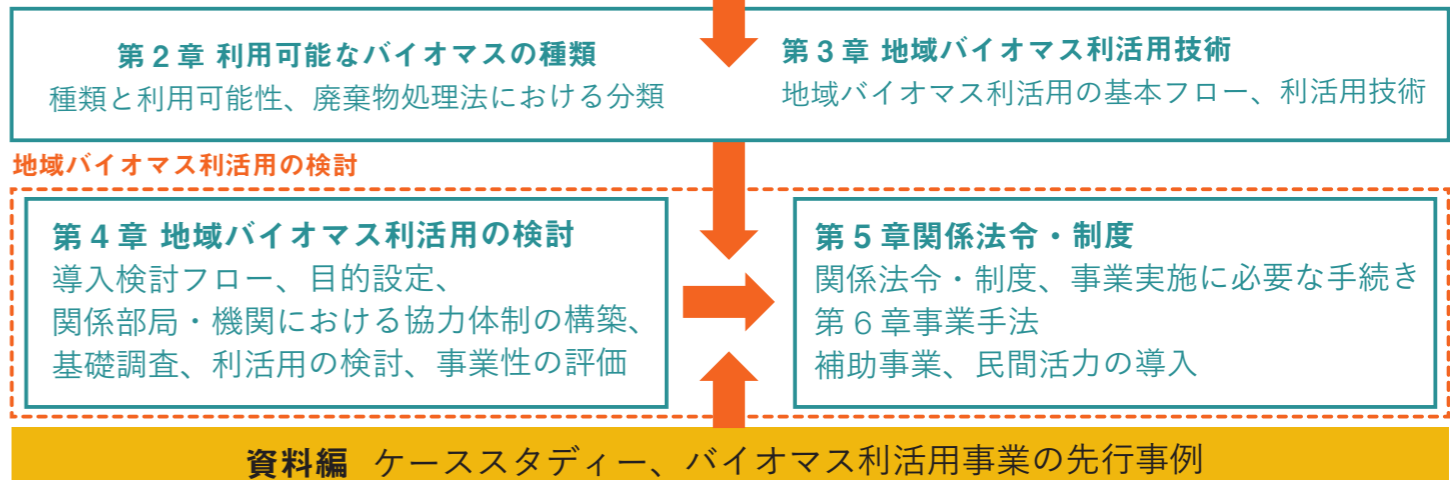 第2章 利用可能なバイオマスの種類
種類と利用可能性、廃棄物処理法における分類
第3章 地域バイオマス利活用技術
地域バイオマス利活用の基本フロー、利活用技術
地域バイオマス利活用の検討
第4章 地域バイオマス利活用の検討
導入検討フロー、目的設定、
関係部局・機関における協力体制の構築、
基礎調査、利活用の検討、事業性の評価
第5章関係法令・制度
関係法令・制度、事業実施に必要な手続き
第6章事業手法
補助事業、民間活力の導入
資料編 ケーススタディー、バイオマス利活用事業の先行事例